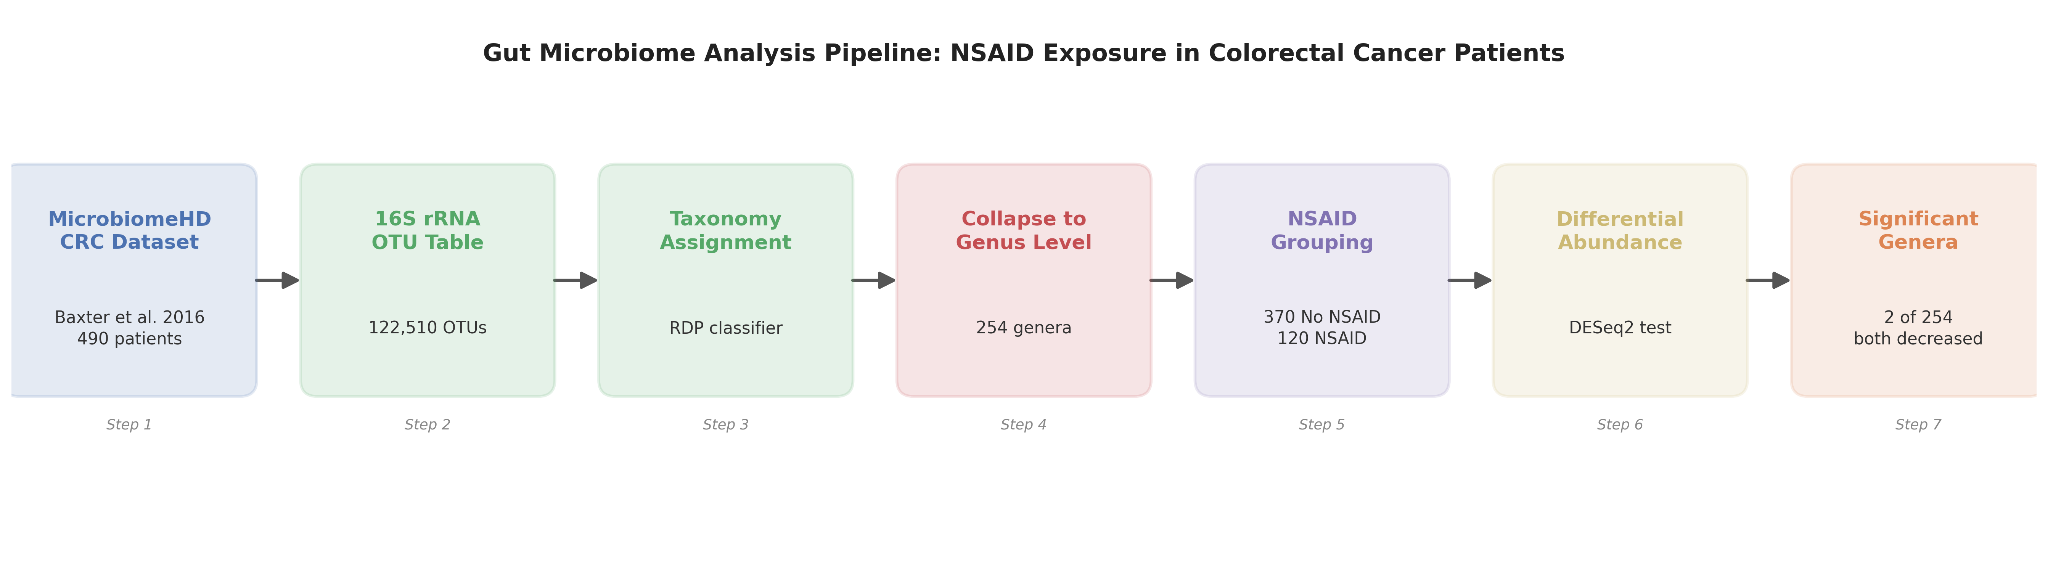 Gut Microbiome Analysis Pipeline: NSAID Exposure in Colorectal Cancer Patients
MicrobiomeHD
CRC Dataset
Baxter et al. 2016
490 patients
Step 1
16S rRNA
OTU Table
122,510 OTUs
Step 2
Taxonomy
Assignment
RDP classifier
Step 3
Collapse to
Genus Level
254 genera
Step 4
NSAID
Grouping
370 No NSAID
120 NSAID
Step 5
Differential
Abundance
DESeq2 test
Step 6
Significant
Genera
2 of 254
both decreased
Step 7